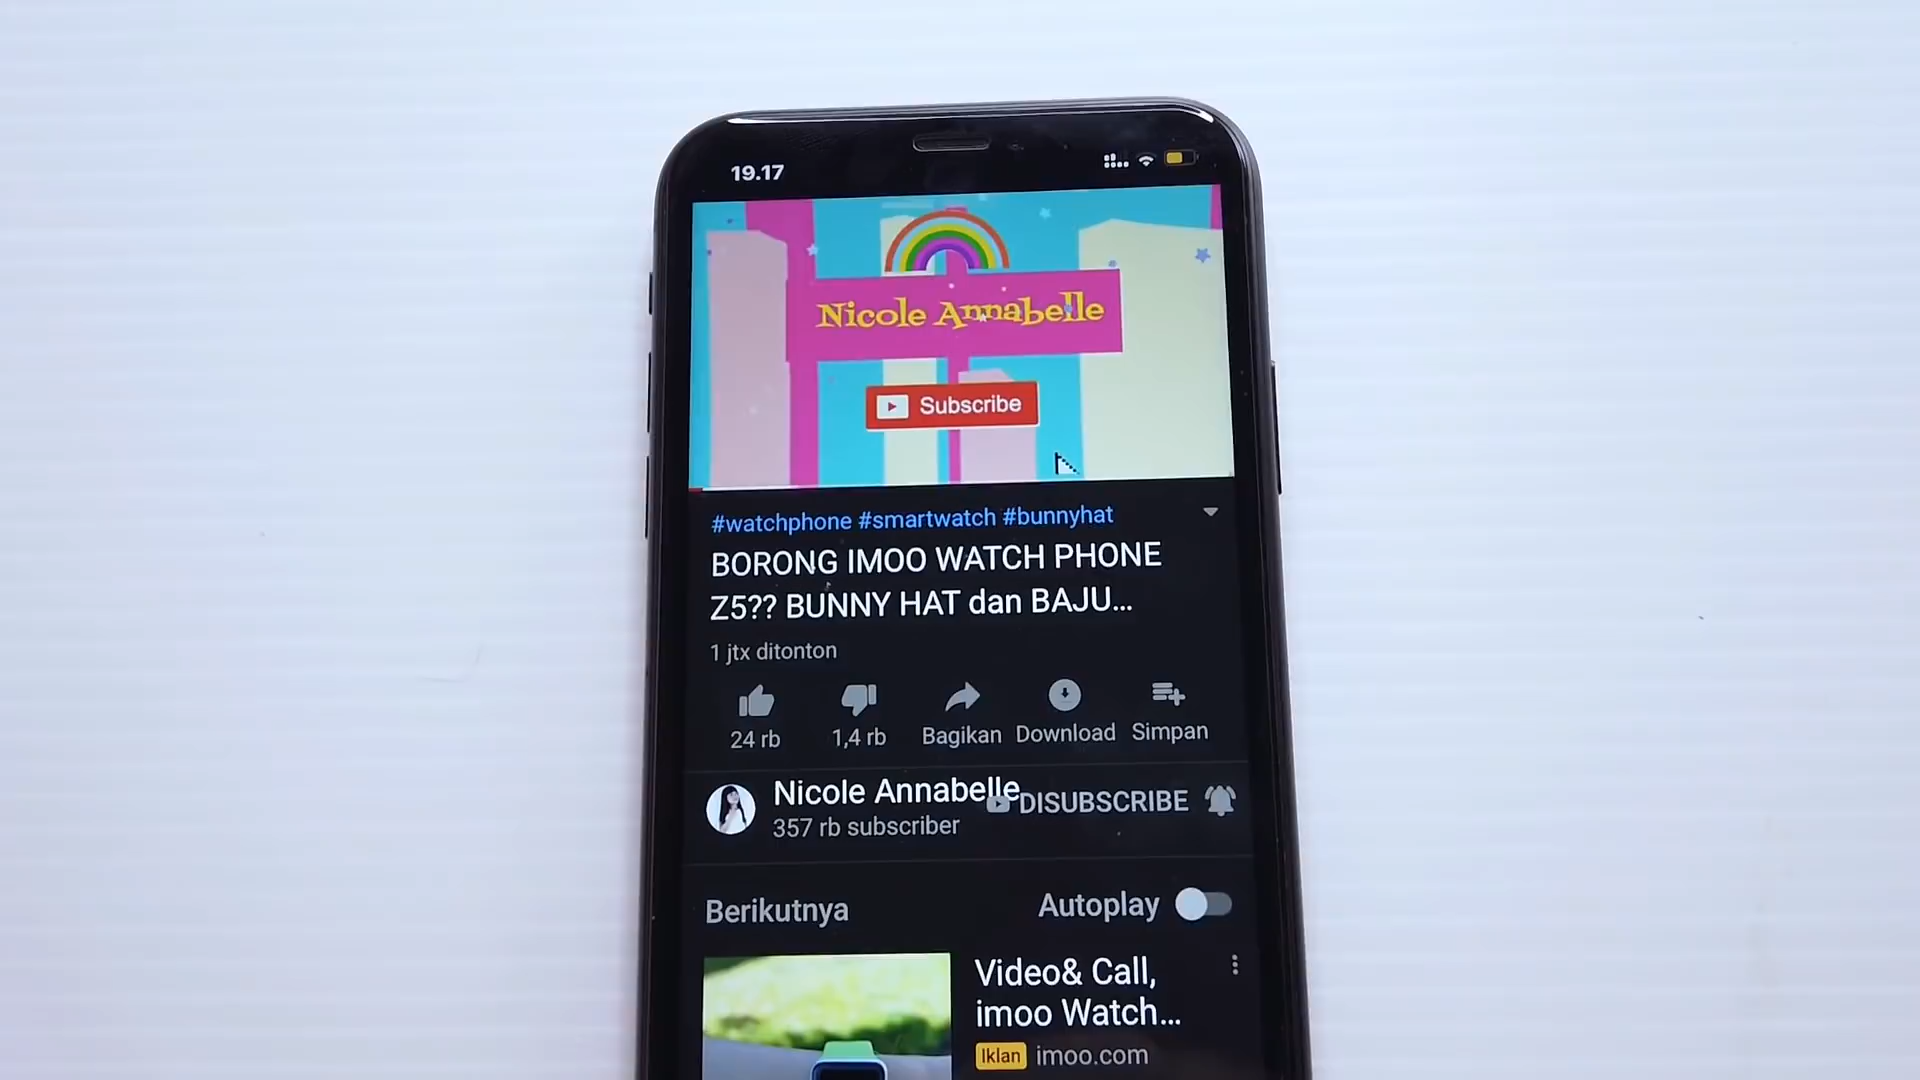 19.17
Nicole Annabelle
Subscribe
#watchphone #smartwatch #bunnyhat
BORONG IMOO WATCH PHONE
Z5?? BUNNY HAT dan BAJU...
1 jtx ditonton
24 rb
1,4 rb
Bagikan
Download
Simpan
Nicole Annabelle
DISUBSCRIBE
357 rb subscriber
Berikutnya
Autoplay
Video& Call,
imoo Watch...
Iklan imoo.com